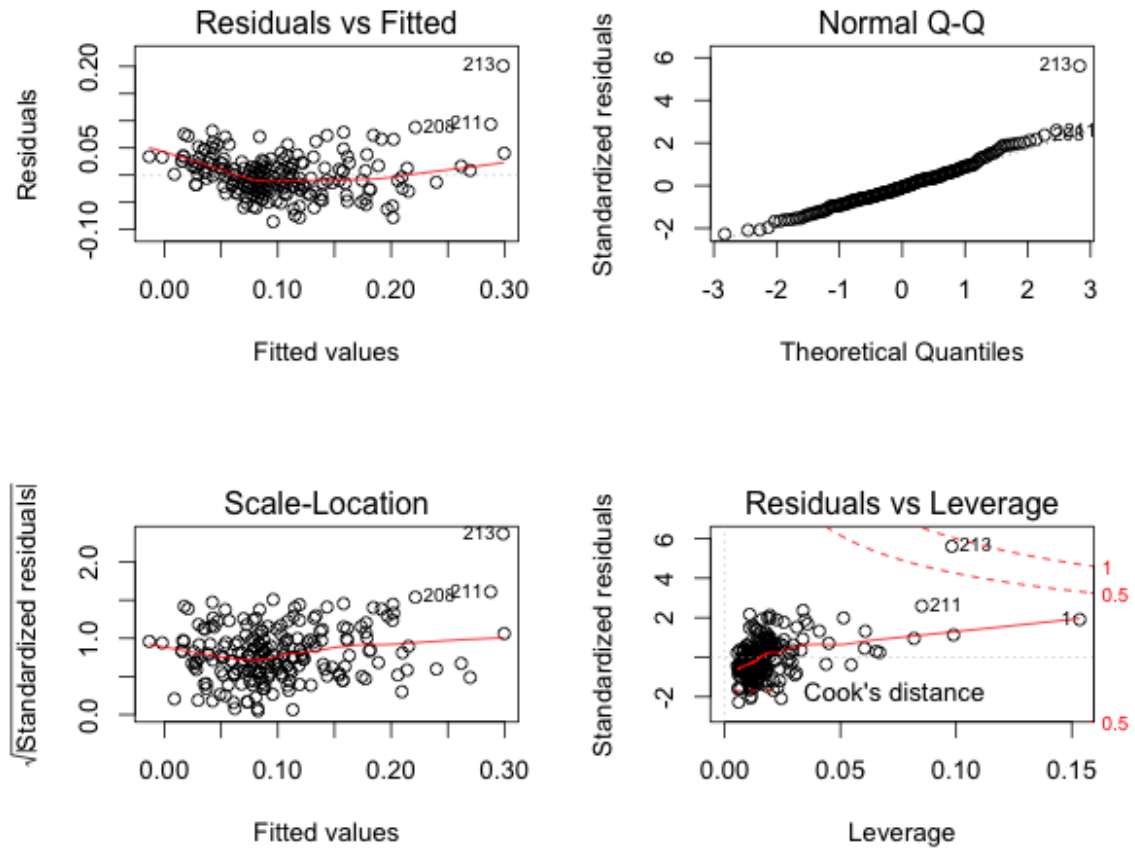 Residuals vs Fitted
Residuals
0.20
0.05
-0.10
213
208
211
0.00 0.10 0.20 0.30
Fitted values
Normal Q-Q
Standardized residuals
6
4
2
0
-2
213
211
208
-3 -2 -1 0 1 2 3
Theoretical Quantiles
Scale-Location
√|Standardized residuals|
2.0
1.0
0.0
213
208
211
0.00 0.10 0.20 0.30
Fitted values
Residuals vs Leverage
Standardized residuals
6
4
2
-2
213
211
1
1
0.5
0.5
Cook's distance
0.00 0.05 0.10 0.15
Leverage